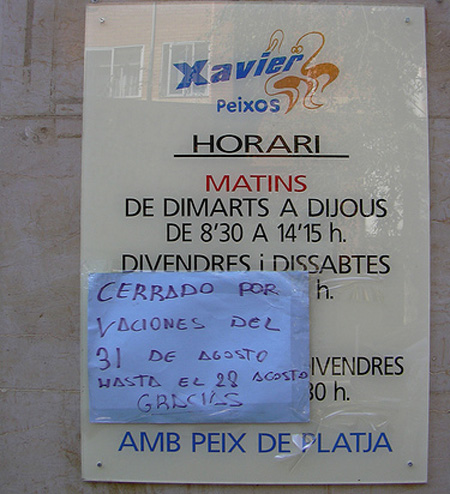 Xavier
PeixOS
HORARI
MATINS
DE DIMARTS A DIJOUS
DE 8'30 A 14'15 h.
DIVENDRES i DISSABTES
h.
CERRADO POR
VACIONES DEL
31 DE AGOSTO
HASTA EL 28 AGOSTO
GRACIAS
DIVENDRES
30 h.
AMB PEIX DE PLATJA